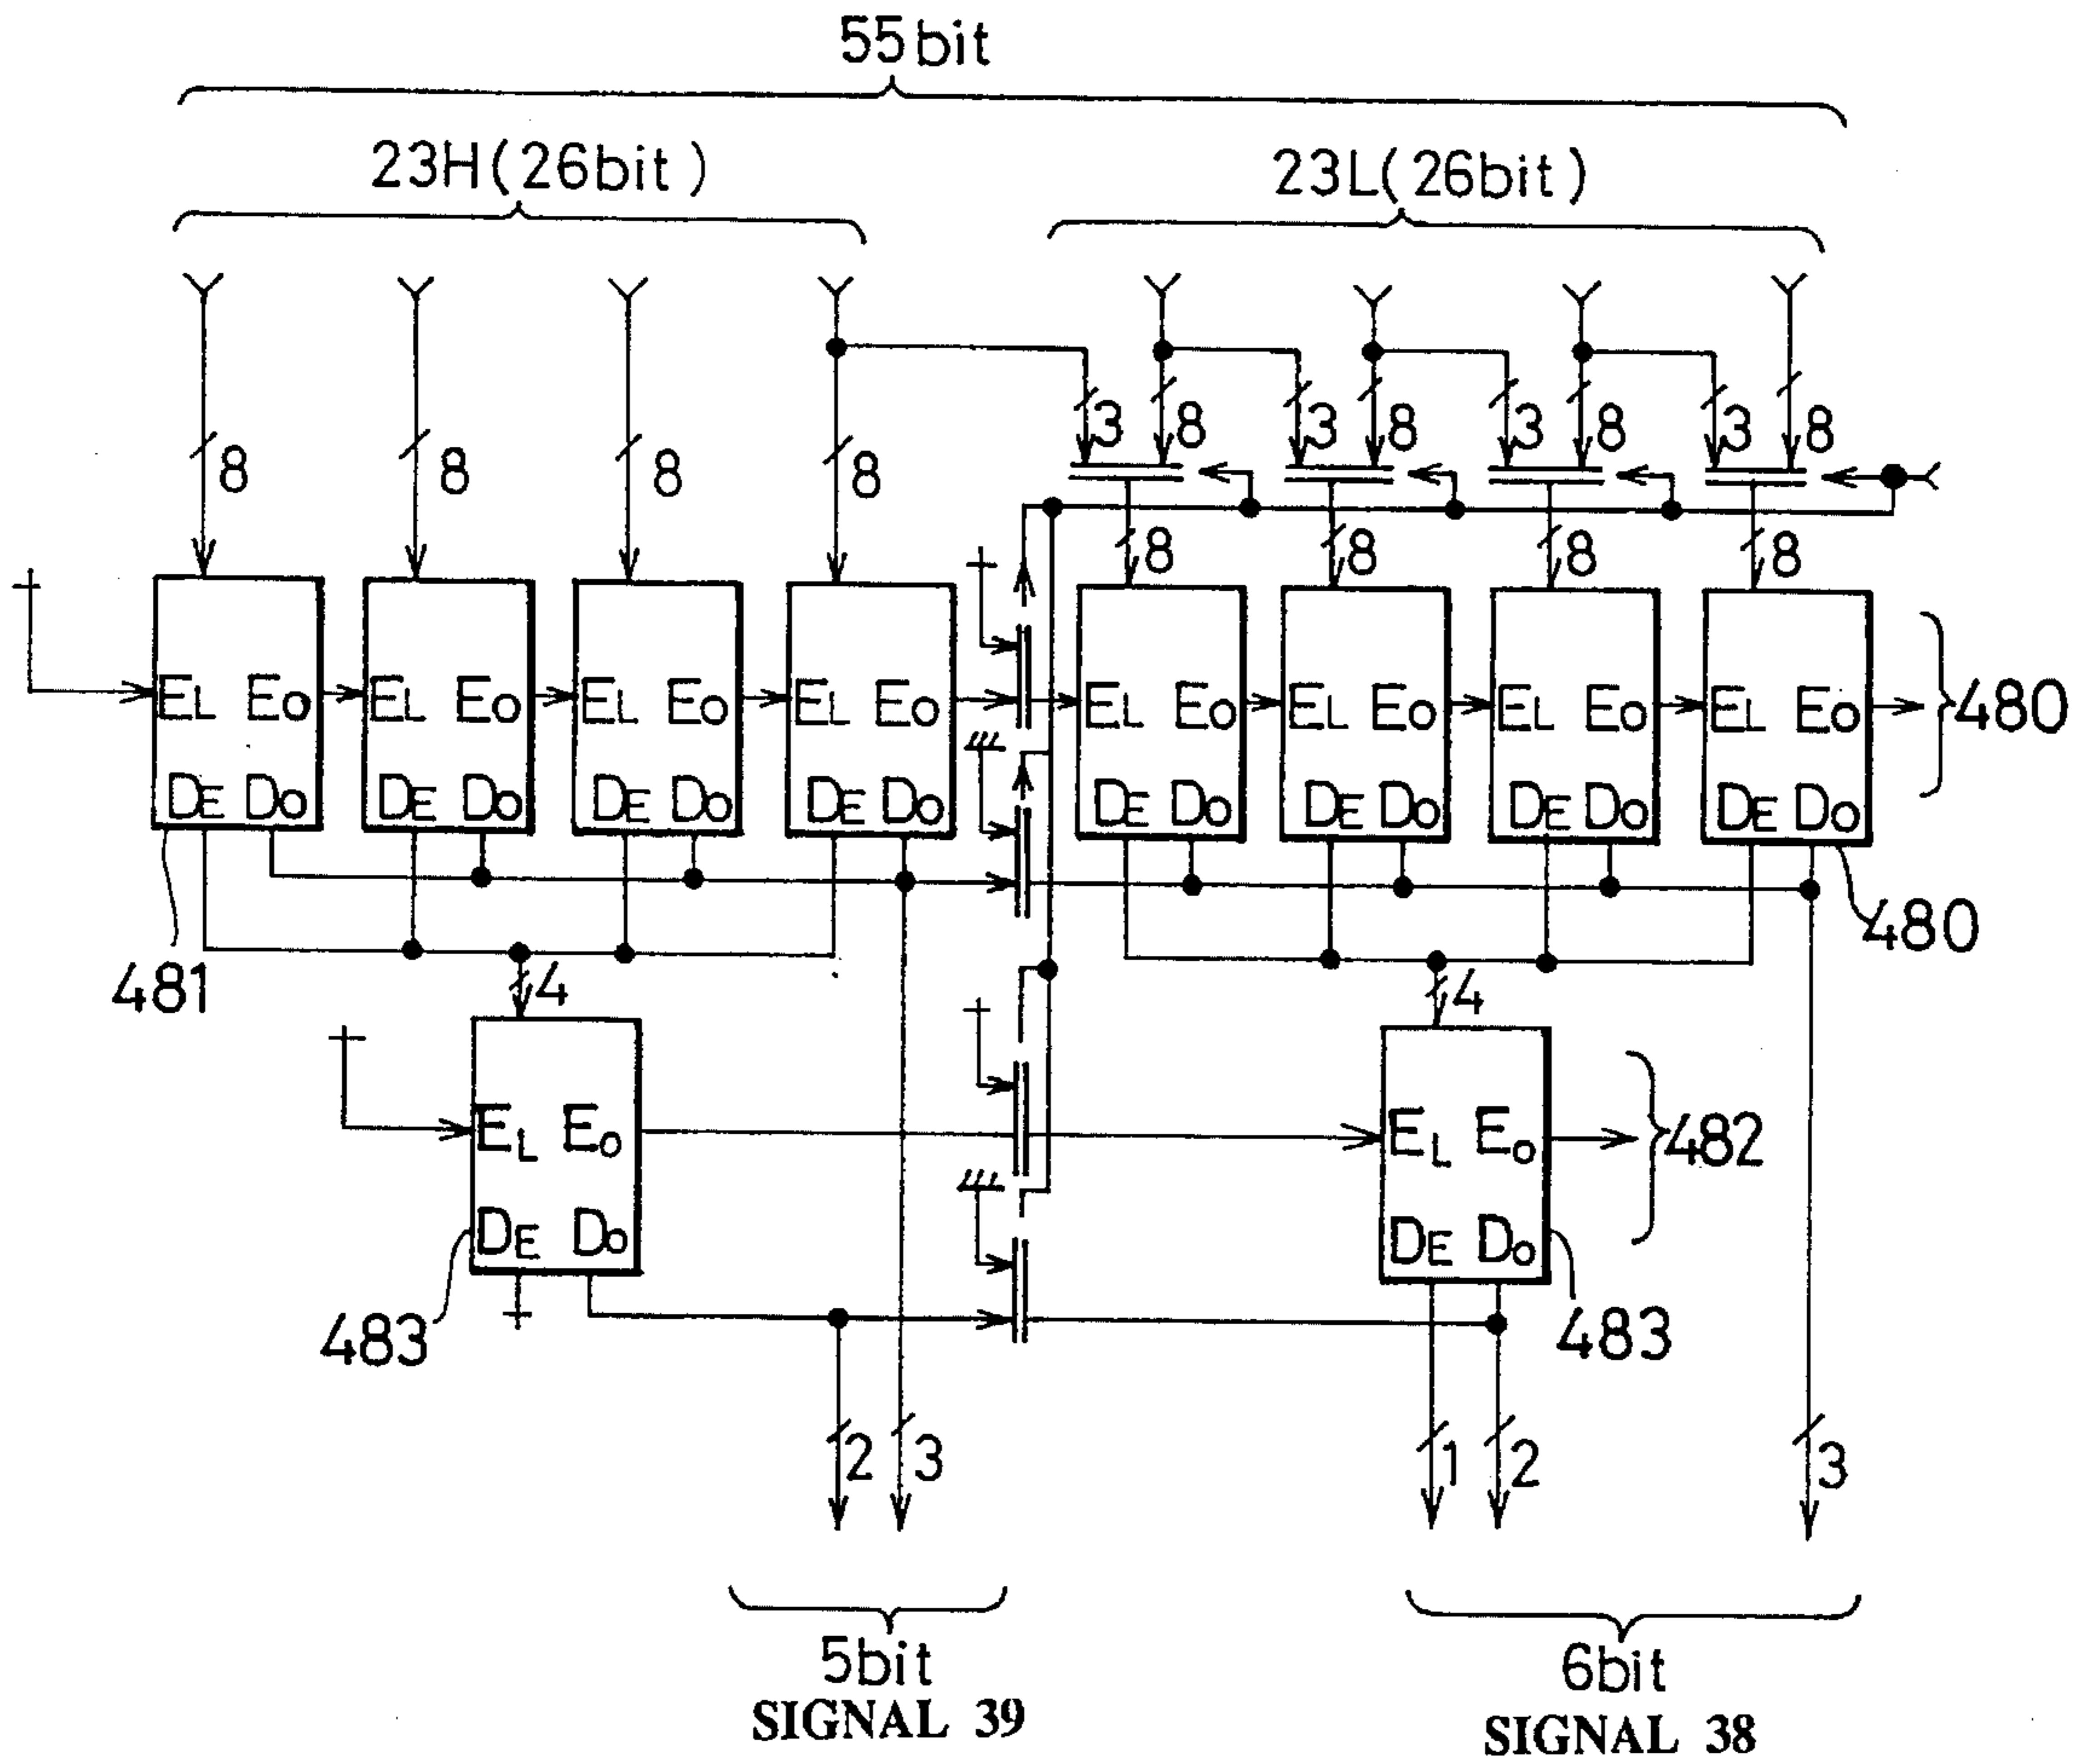 55bit
23H(26bit) 23L(26bit)
3 8 3 8 3 8 3 8
8 8 8 8
8 8 8 8
EL EO EL EO EL EO EL EO EL EO EL EO EL EO EL EO 480
DE DO DE DO DE DO DE DO DE DO DE DO DE DO DE DO
480
481 4 4
EL EO EL EO 482
DE DO DE DO
483 483
2 3 1 2 3
5bit 6bit
SIGNAL 39 SIGNAL 38